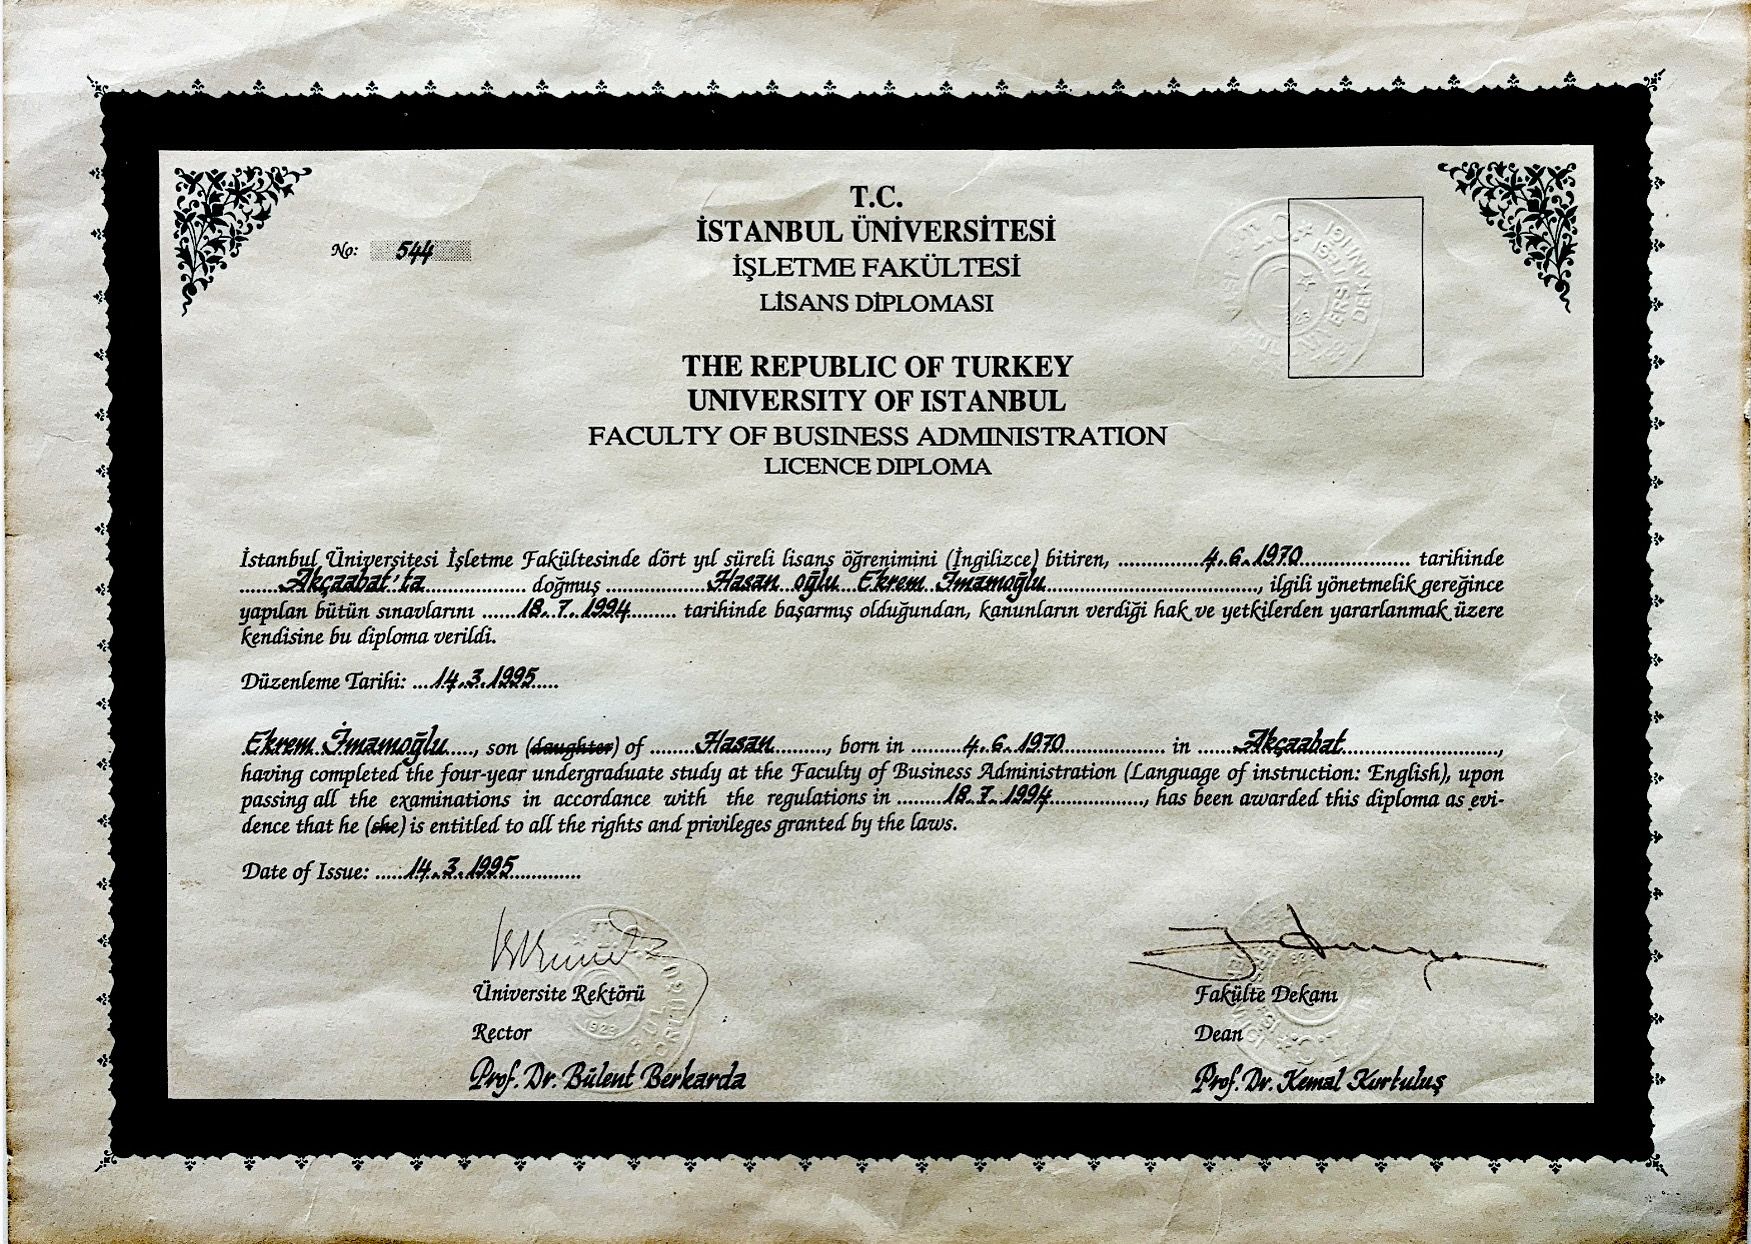 T.C.
İSTANBUL ÜNİVERSİTESİ
İŞLETME FAKÜLTESİ
LİSANS DİPLOMASI
No: 544
THE REPUBLIC OF TURKEY
UNIVERSITY OF ISTANBUL
FACULTY OF BUSINESS ADMINISTRATION
LICENCE DIPLOMA
İstanbul Üniversitesi İşletme Fakültesinde dört yıl süreli lisans öğrenimini (İngilizce) bitiren, ..........4.6.1970.................. tarihinde
......Akçaabat'ta............. doğmuş .............Hasan oğlu Ekrem İmamoğlu..........................., ilgili yönetmelik gereğince
yapılan bütün sınavlarını ......18.7.1994........ tarihinde başarmış olduğundan, kanunların verdiği hak ve yetkilerden yararlanmak üzere
kendisine bu diploma verildi.
Düzenleme Tarihi: ...14.3.1995....
Ekrem İmamoğlu...., son (daughter) of .......Hasan........, born in ........4.6.1970............... in ......Akçaabat......................,
having completed the four-year undergraduate study at the Faculty of Business Administration (Language of instruction: English), upon
passing all the examinations in accordance with the regulations in ........18.7.1994..............., has been awarded this diploma as evi-
dence that he (she) is entitled to all the rights and privileges granted by the laws.
Date of Issue: .....14.3.1995...........
Üniversite Rektörü
Rector
Prof. Dr. Bülent Berkarda
Fakülte Dekanı
Dean
Prof. Dr. Kemal Kurtuluş